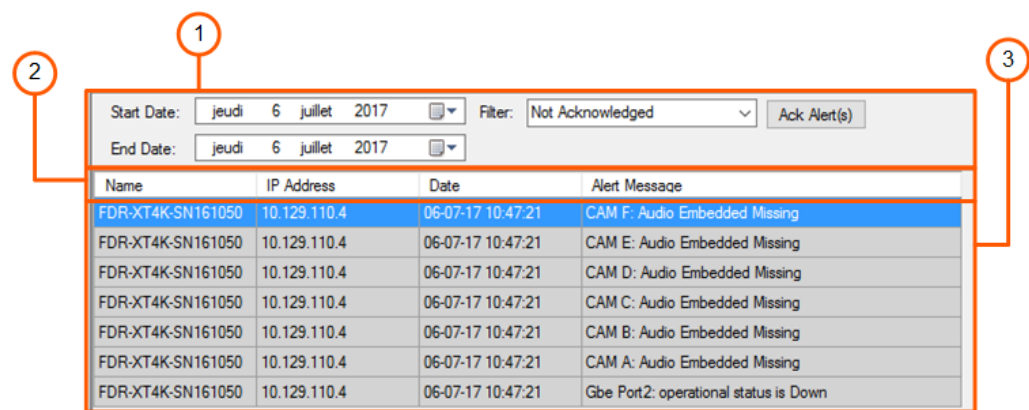 1
2
3
Start Date: jeudi 6 juillet 2017 Filter: Not Acknowledged Ack Alert(s)
End Date: jeudi 6 juillet 2017
Name IP Address Date Alert Message
FDR-XT4K-SN161050 10.129.110.4 06-07-17 10:47:21 CAM F: Audio Embedded Missing
FDR-XT4K-SN161050 10.129.110.4 06-07-17 10:47:21 CAM E: Audio Embedded Missing
FDR-XT4K-SN161050 10.129.110.4 06-07-17 10:47:21 CAM D: Audio Embedded Missing
FDR-XT4K-SN161050 10.129.110.4 06-07-17 10:47:21 CAM C: Audio Embedded Missing
FDR-XT4K-SN161050 10.129.110.4 06-07-17 10:47:21 CAM B: Audio Embedded Missing
FDR-XT4K-SN161050 10.129.110.4 06-07-17 10:47:21 CAM A: Audio Embedded Missing
FDR-XT4K-SN161050 10.129.110.4 06-07-17 10:47:21 Gbe Port2: operational status is Down